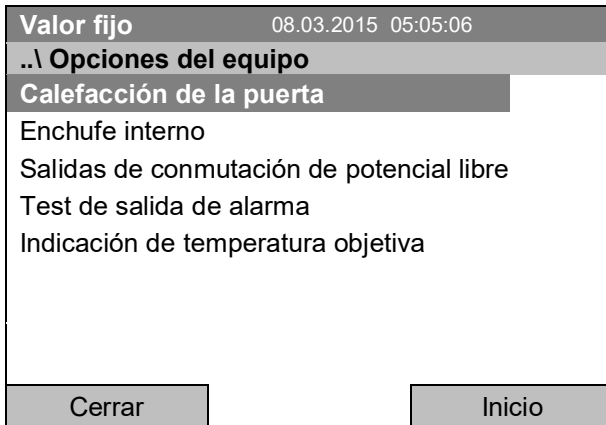 Valor fijo 08.03.2015 05:05:06
..\ Opciones del equipo
Calefacción de la puerta
Enchufe interno
Salidas de conmutación de potencial libre
Test de salida de alarma
Indicación de temperatura objetiva
Cerrar Inicio